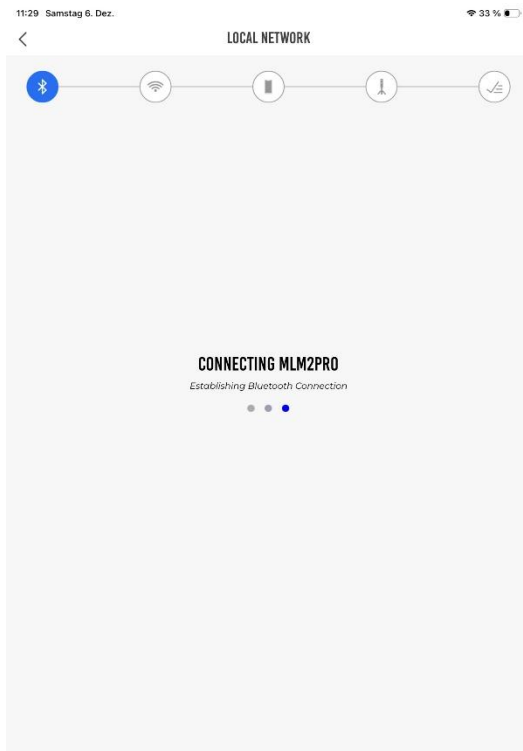 11:29 Samstag 6. Dez.
33 %
LOCAL NETWORK
CONNECTING MLM2PRO
Establishing Bluetooth Connection